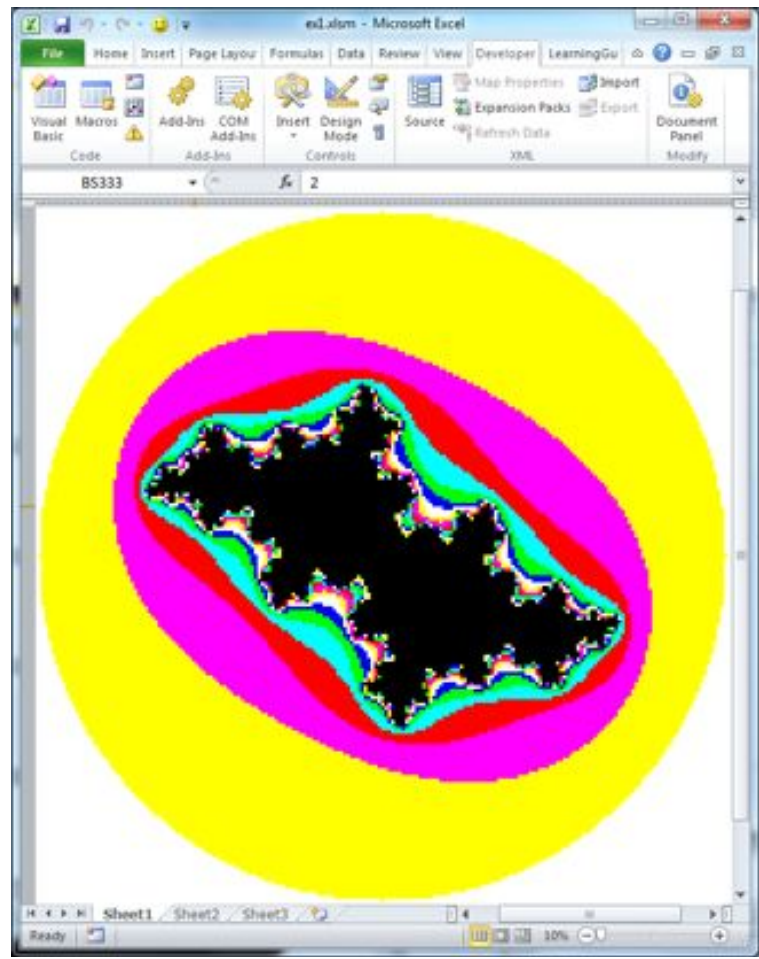 ex1.xlsm - Microsoft Excel
File Home Insert Page Layour Formulas Data Review View Developer LearningGu
Visual Basic Macros Add-Ins COM Add-Ins Insert Design Mode Source Map Properties Import
Expansion Packs Export
Refresh Data
Document Panel
Code Add-Ins Controls XML Modify
BS333 fx 2
Sheet1 Sheet2 Sheet3
Ready 10%